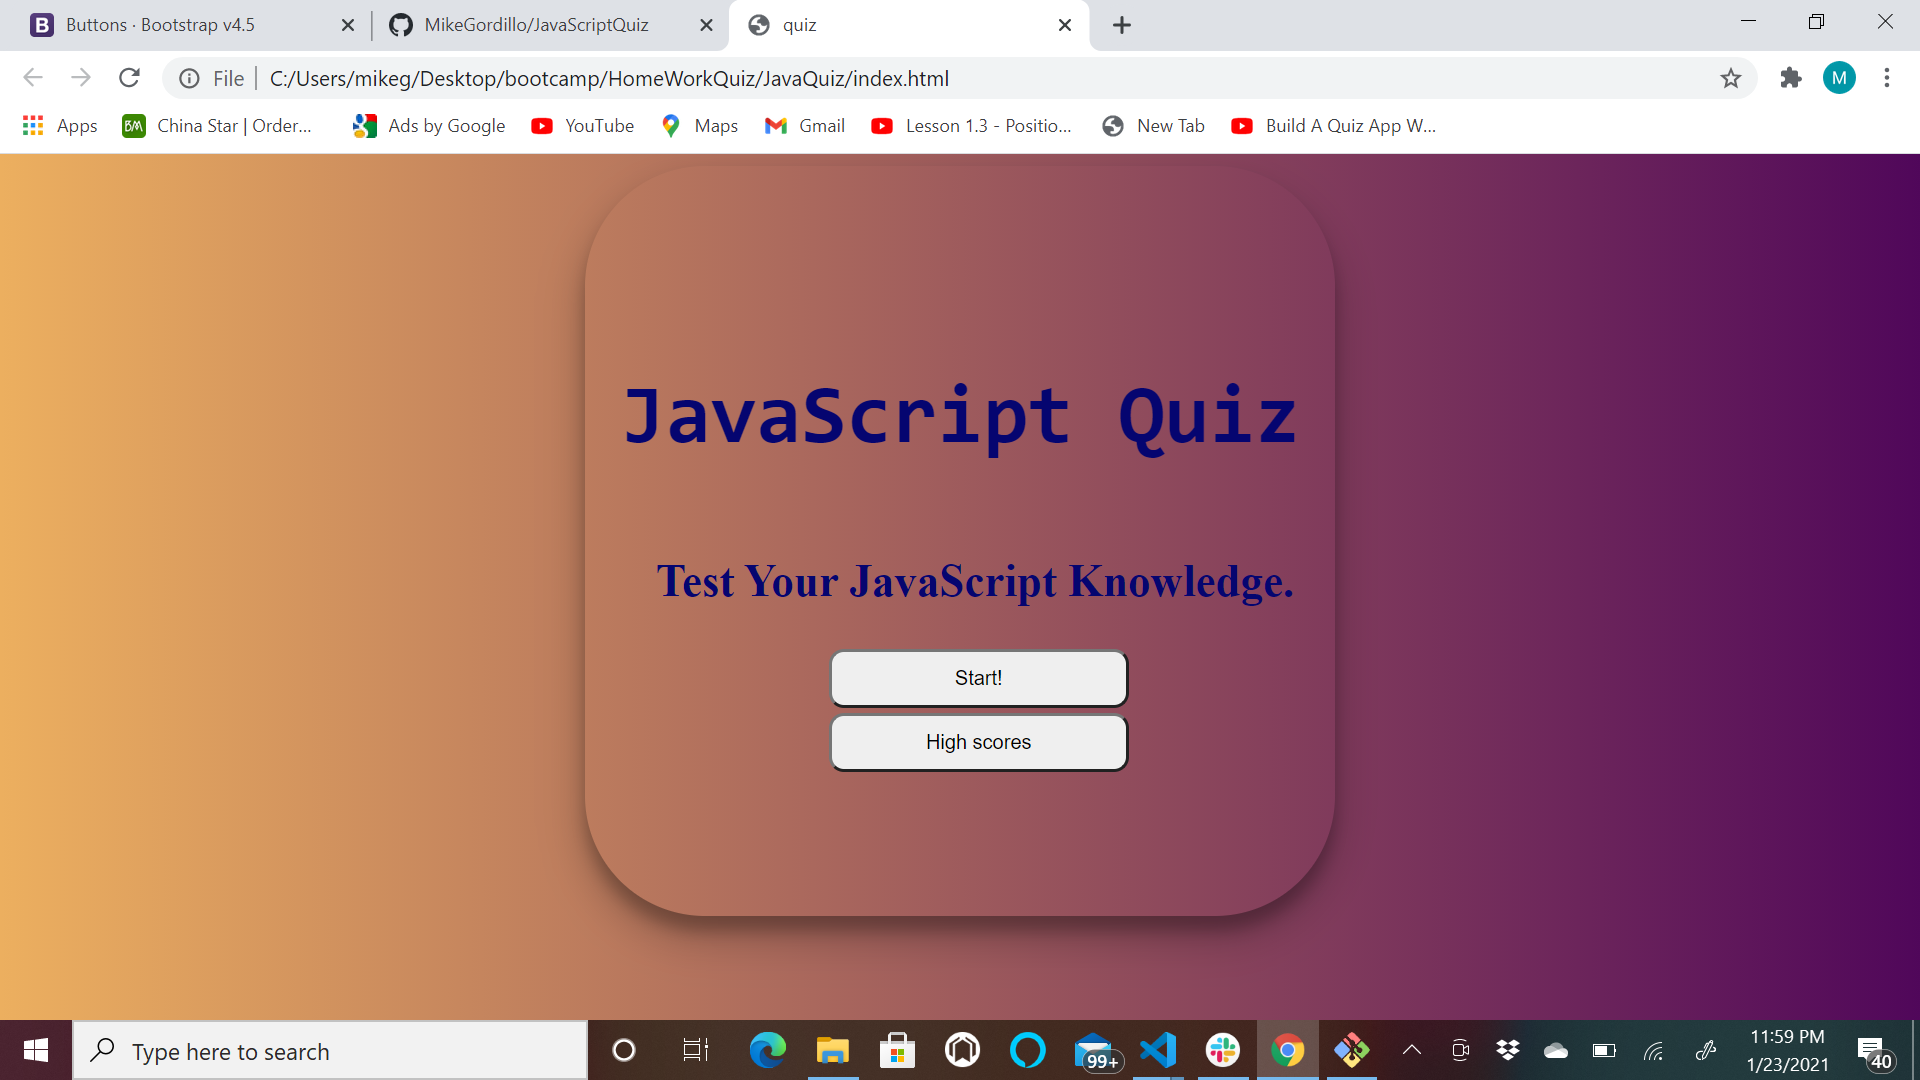 Buttons · Bootstrap v4.5
MikeGordillo/JavaScriptQuiz
quiz
File
C:/Users/mikeg/Desktop/bootcamp/HomeWorkQuiz/JavaQuiz/index.html
M
Apps
BM
China Star | Order...
Ads by Google
YouTube
Maps
Gmail
Lesson 1.3 - Positio...
New Tab
Build A Quiz App W...
JavaScript Quiz
Test Your JavaScript Knowledge.
Start!
High scores
Type here to search
99+
11:59 PM
1/23/2021
40